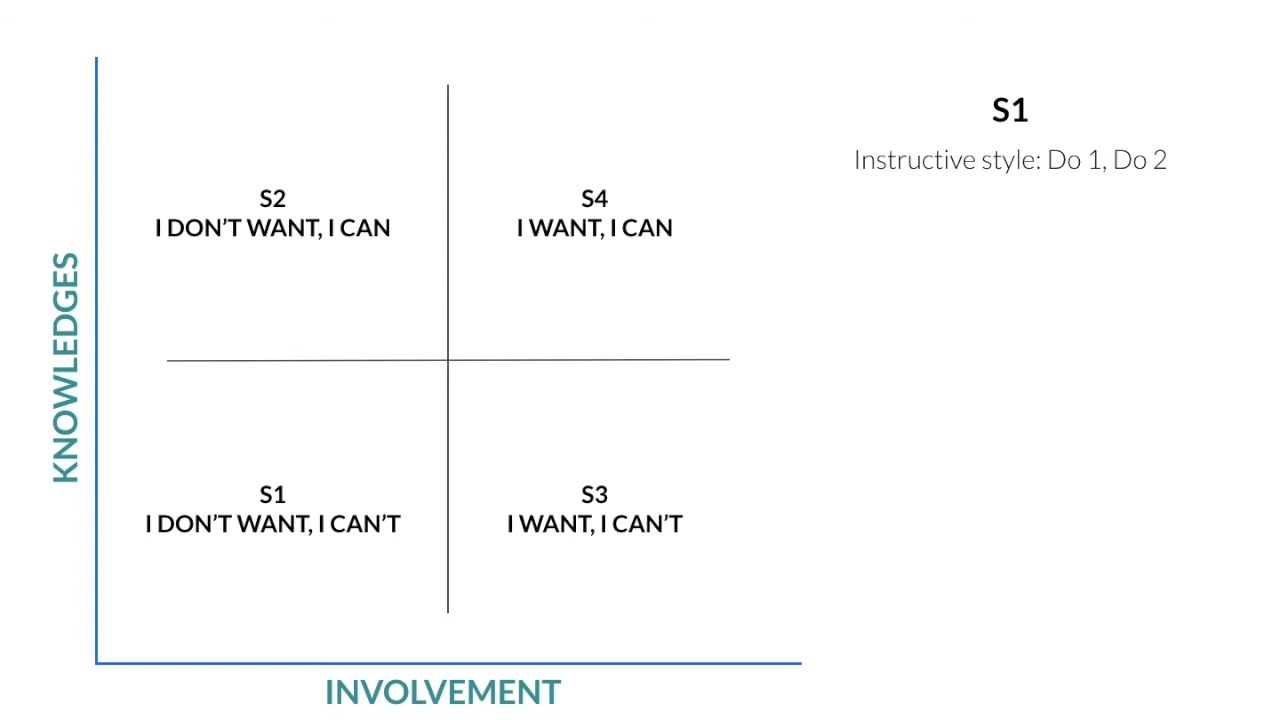 S1
Instructive style: Do 1, Do 2
S2
I DON’T WANT, I CAN
S4
I WANT, I CAN
KNOWLEDGES
S1
I DON’T WANT, I CAN’T
S3
I WANT, I CAN’T
INVOLVEMENT